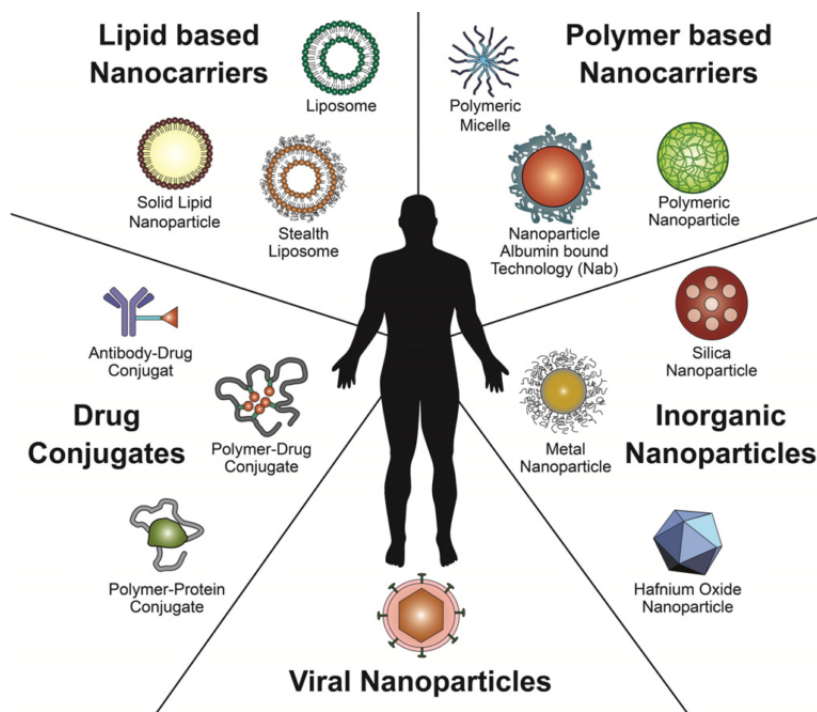 Lipid based
Nanocarriers
Liposome
Solid Lipid
Nanoparticle
Stealth
Liposome
Polymer based
Nanocarriers
Polymeric
Micelle
Nanoparticle
Albumin bound
Technology (Nab)
Polymeric
Nanoparticle
Antibody-Drug
Conjugat
Drug
Conjugates
Polymer-Drug
Conjugate
Polymer-Protein
Conjugate
Silica
Nanoparticle
Metal
Nanoparticle
Inorganic
Nanoparticles
Hafnium Oxide
Nanoparticle
Viral Nanoparticles